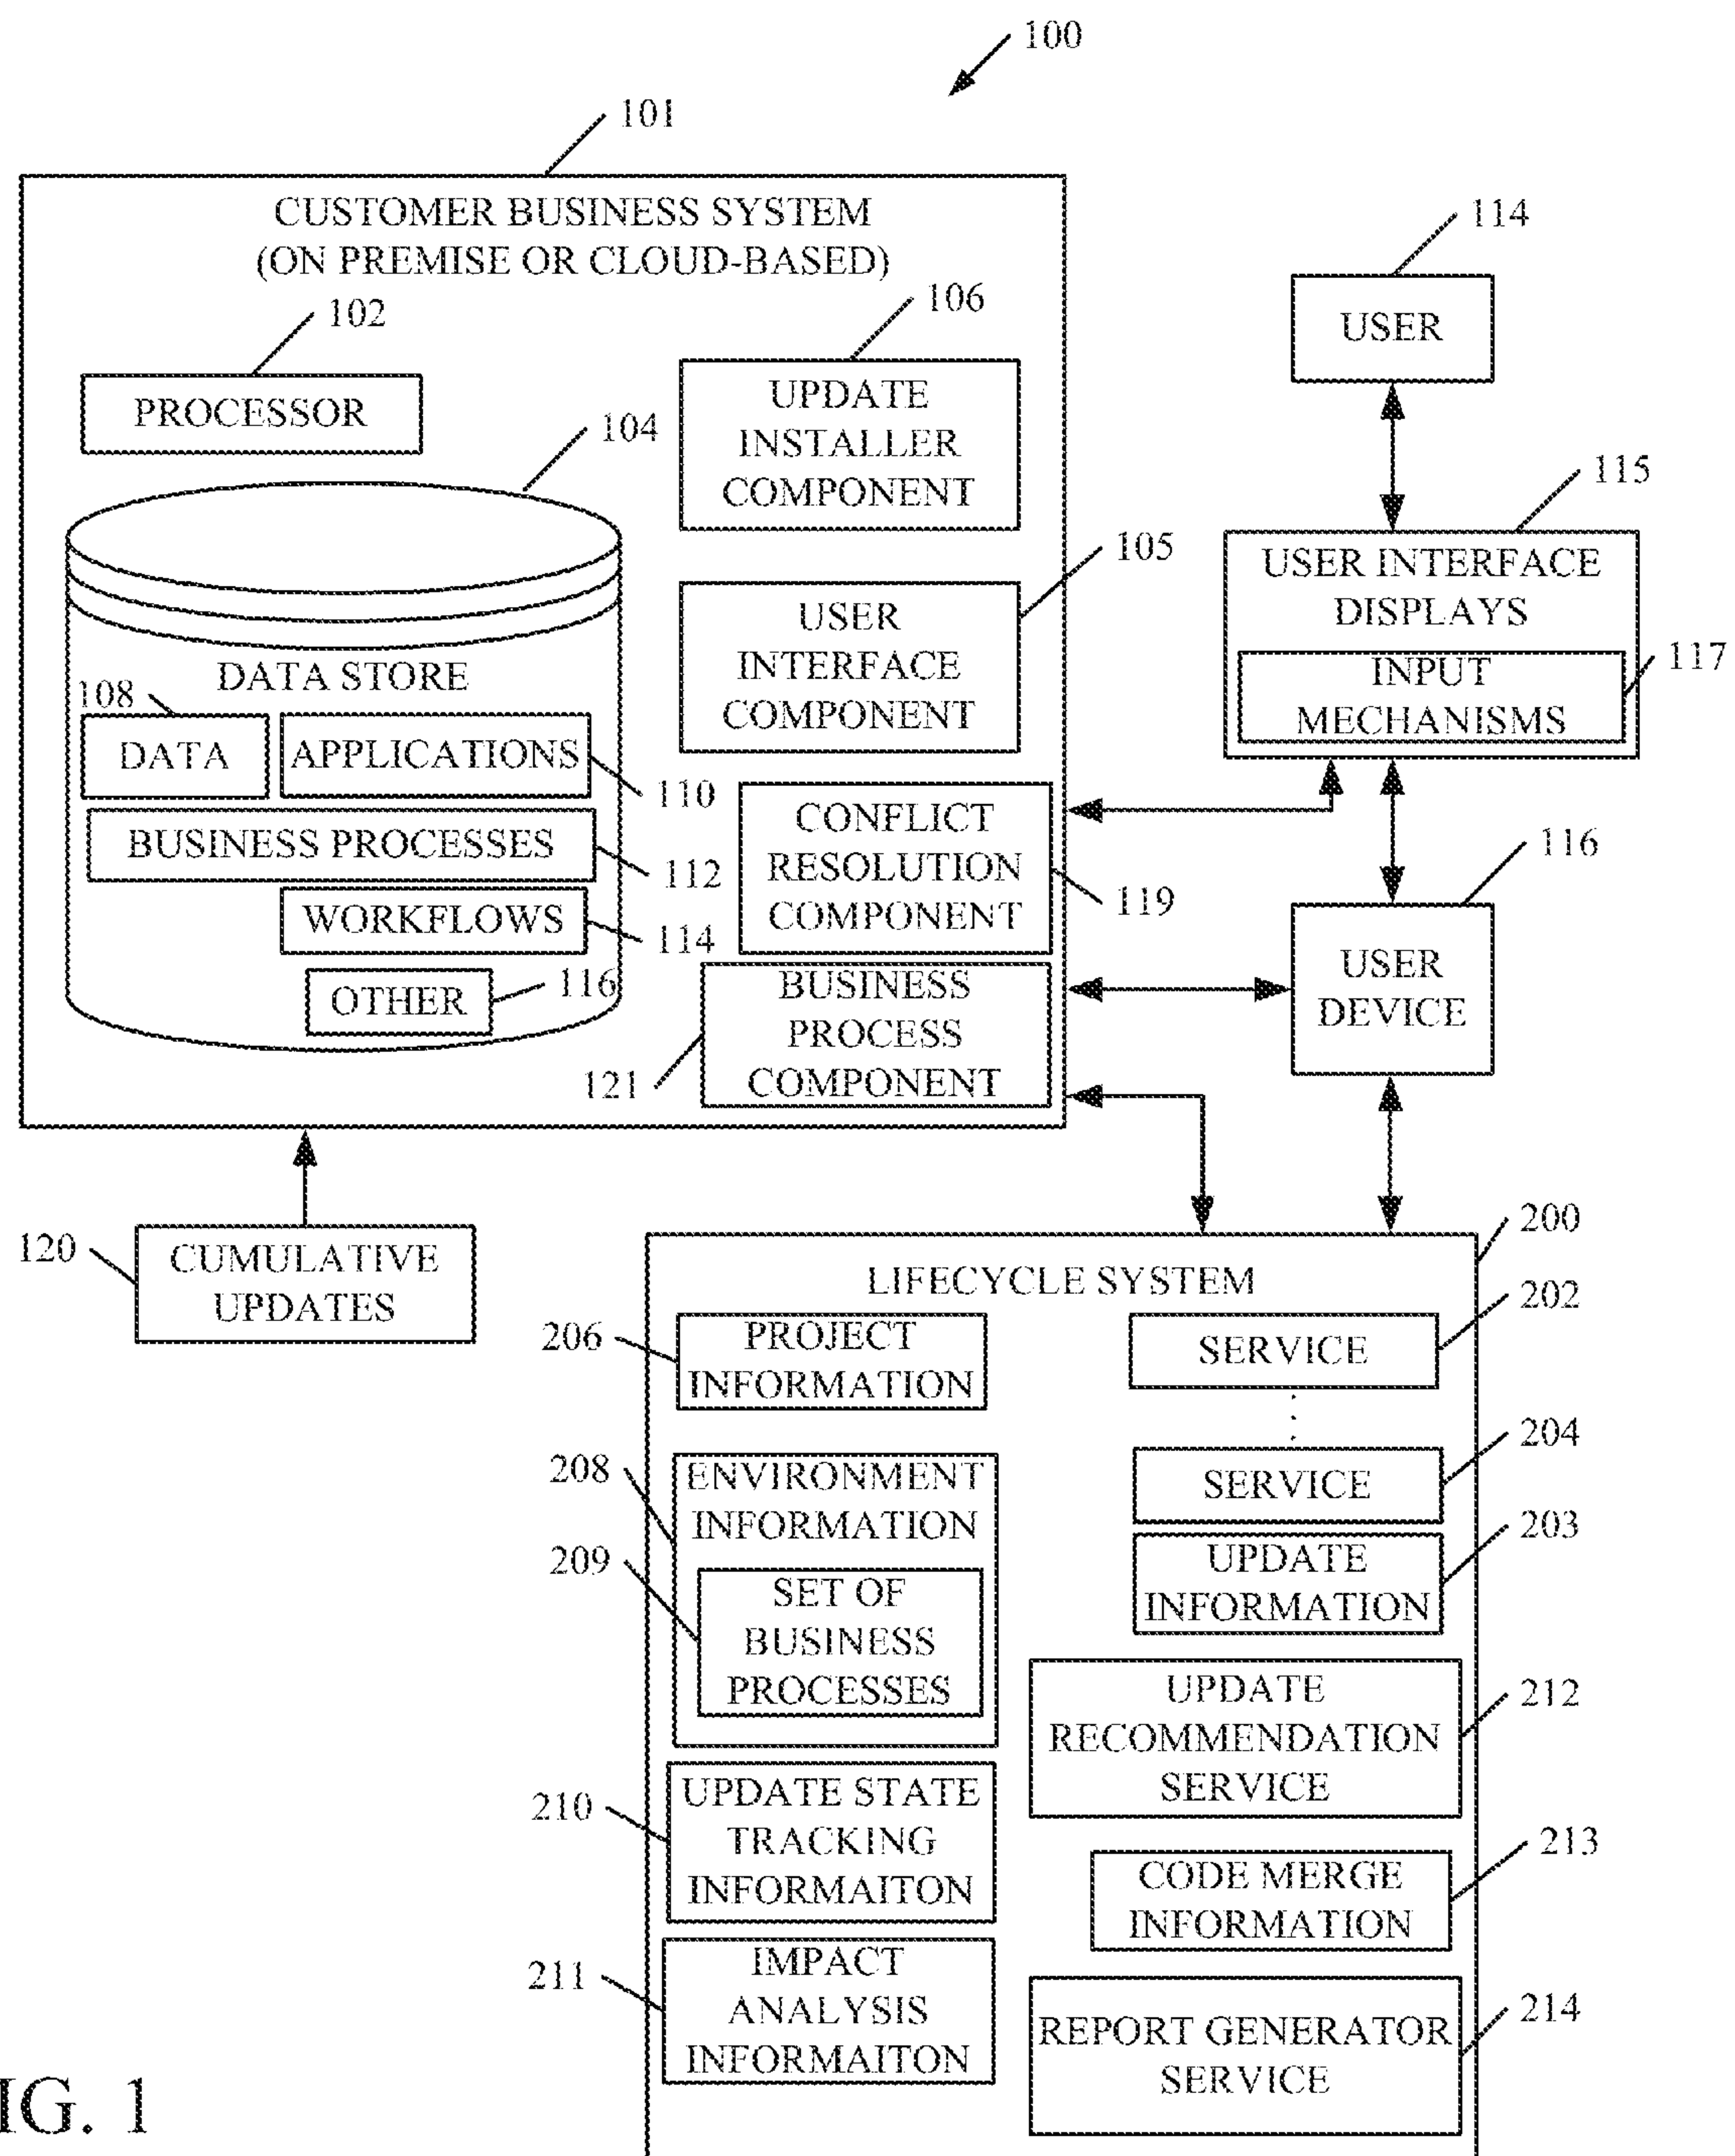 100
101
CUSTOMER BUSINESS SYSTEM
(ON PREMISE OR CLOUD-BASED)
102
PROCESSOR
104
106
UPDATE
INSTALLER
COMPONENT
105
USER
INTERFACE
COMPONENT
DATA STORE
108
DATA
APPLICATIONS
110
BUSINESS PROCESSES
112
WORKFLOWS
114
OTHER
116
CONFLICT
RESOLUTION
COMPONENT
119
BUSINESS
PROCESS
COMPONENT
121
114
USER
115
USER INTERFACE
DISPLAYS
INPUT
MECHANISMS
117
116
USER
DEVICE
120
CUMULATIVE
UPDATES
200
LIFECYCLE SYSTEM
206
PROJECT
INFORMATION
202
SERVICE
204
SERVICE
208
ENVIRONMENT
INFORMATION
209
SET OF
BUSINESS
PROCESSES
203
UPDATE
INFORMATION
212
UPDATE
RECOMMENDATION
SERVICE
210
UPDATE STATE
TRACKING
INFORMAITON
213
CODE MERGE
INFORMATION
211
IMPACT
ANALYSIS
INFORMAITON
214
REPORT GENERATOR
SERVICE
IG. 1